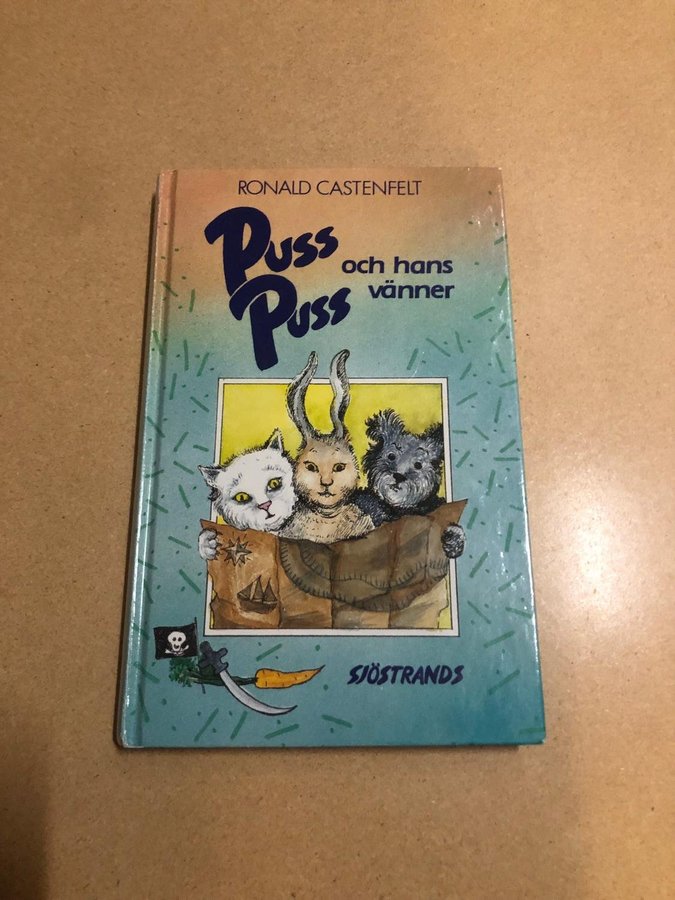 RONALD CASTENFELT
PUSS
och hans
PUSS
vänner
SJÖSTRANDS